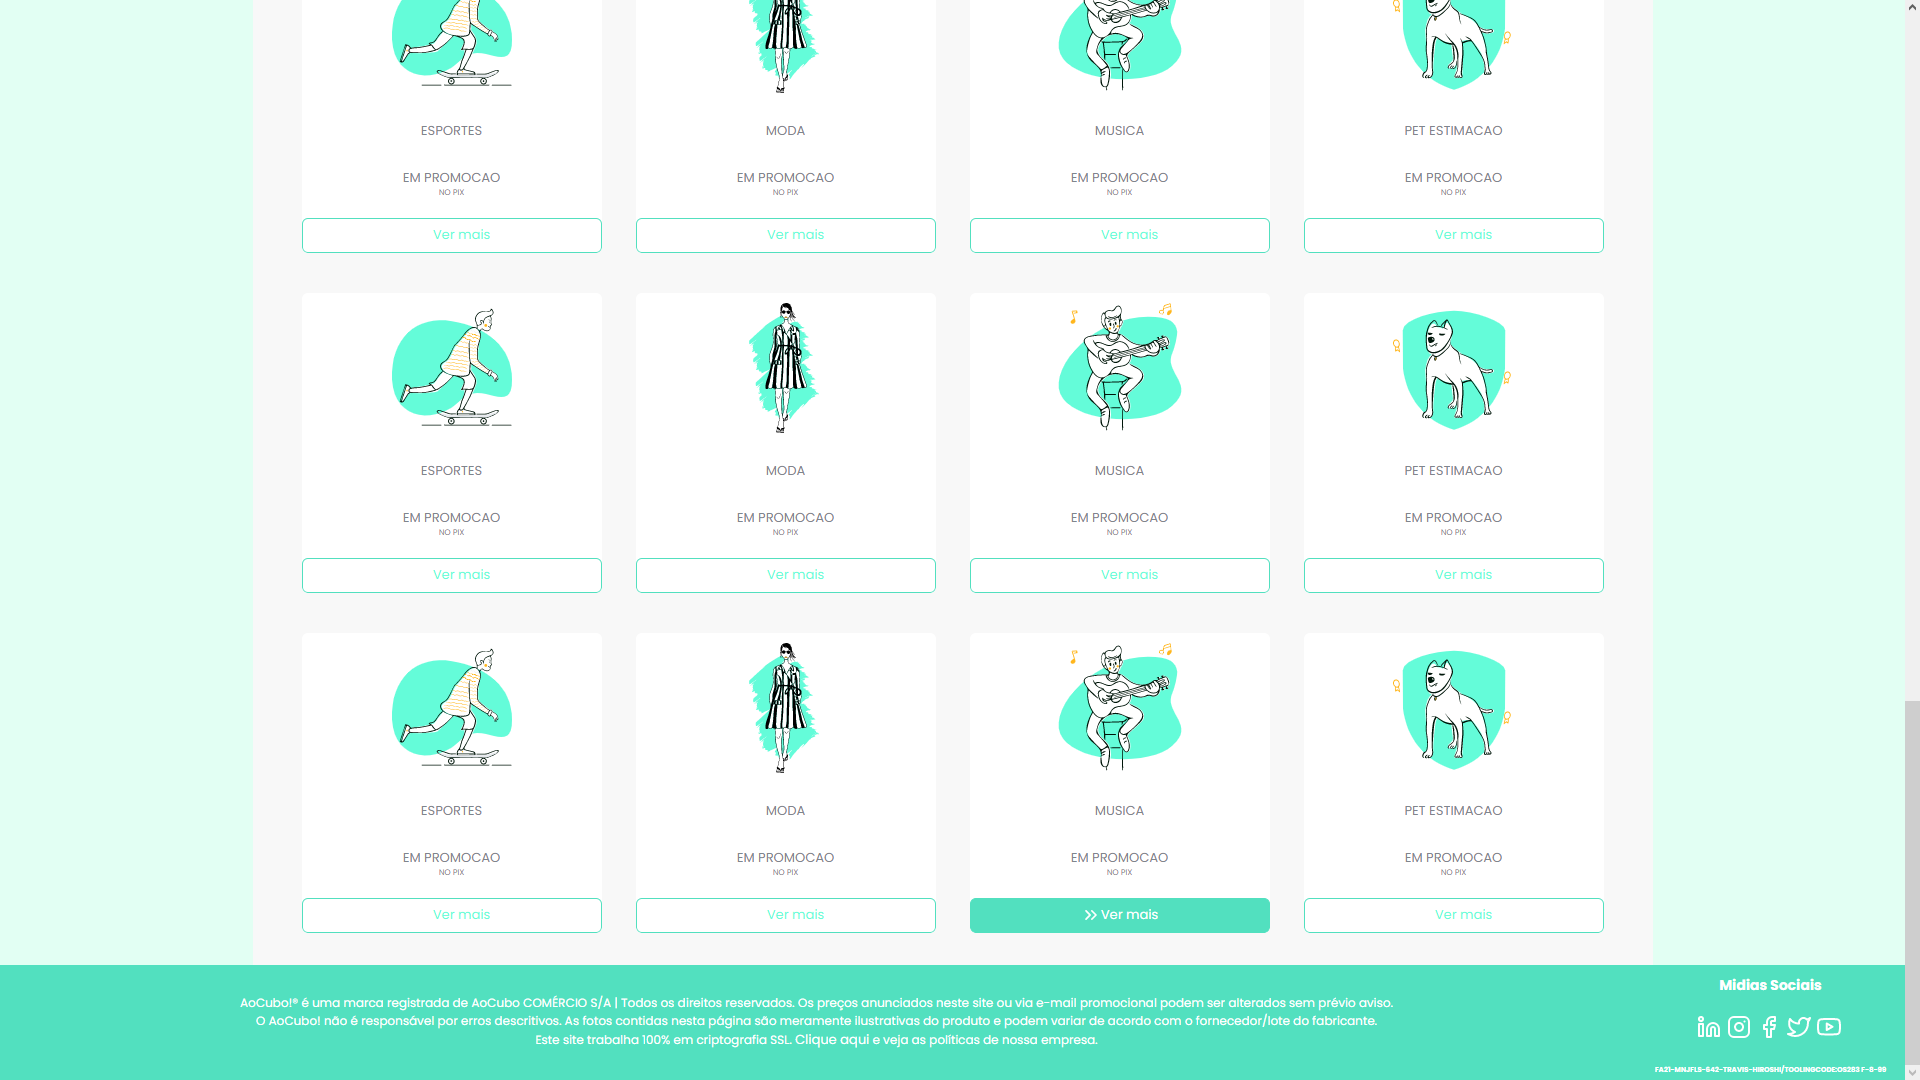 ESPORTES
MODA
MUSICA
PET ESTIMACAO
EM PROMOCAO
NO PIX
EM PROMOCAO
NO PIX
EM PROMOCAO
NO PIX
EM PROMOCAO
NO PIX
Ver mais
Ver mais
Ver mais
Ver mais
ESPORTES
MODA
MUSICA
PET ESTIMACAO
EM PROMOCAO
NO PIX
EM PROMOCAO
NO PIX
EM PROMOCAO
NO PIX
EM PROMOCAO
NO PIX
Ver mais
Ver mais
Ver mais
Ver mais
ESPORTES
MODA
MUSICA
PET ESTIMACAO
EM PROMOCAO
NO PIX
EM PROMOCAO
NO PIX
EM PROMOCAO
NO PIX
EM PROMOCAO
NO PIX
Ver mais
Ver mais
Ver mais
Ver mais
AoCubo!® é uma marca registrada de AoCubo COMÉRCIO S/A | Todos os direitos reservados. Os preços anunciados neste site ou via e-mail promocional podem ser alterados sem prévio aviso.
O AoCubo! não é responsável por erros descritivos. As fotos contidas nesta página são meramente ilustrativas do produto e podem variar de acordo com o fornecedor/lote do fabricante.
Este site trabalha 100% em criptografia SSL. Clique aqui e veja as políticas de nossa empresa.
Midias Sociais